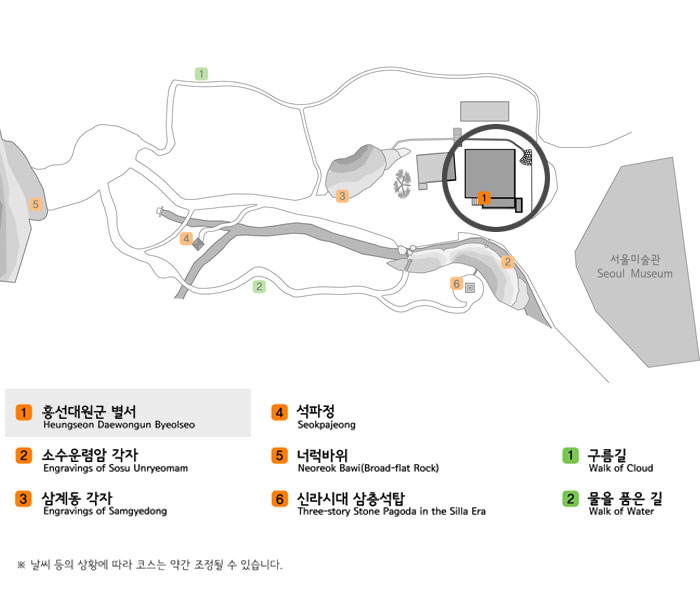 1
1
5
3
4
2
6
2
서울미술관
Seoul Museum
1 흥선대원군 별서
Heungseon Daewongun Byeolseo
2 소수운렴암 각자
Engravings of Sosu Unryeomam
3 삼계동 각자
Engravings of Samgyedong
4 석파정
Seokpajeong
5 너럭바위
Neoreok Bawi(Broad-flat Rock)
6 신라시대 삼층석탑
Three-story Stone Pagoda in the Silla Era
1 구름길
Walk of Cloud
2 물을 품은 길
Walk of Water
※ 날씨 등의 상황에 따라 코스는 약간 조정될 수 있습니다.